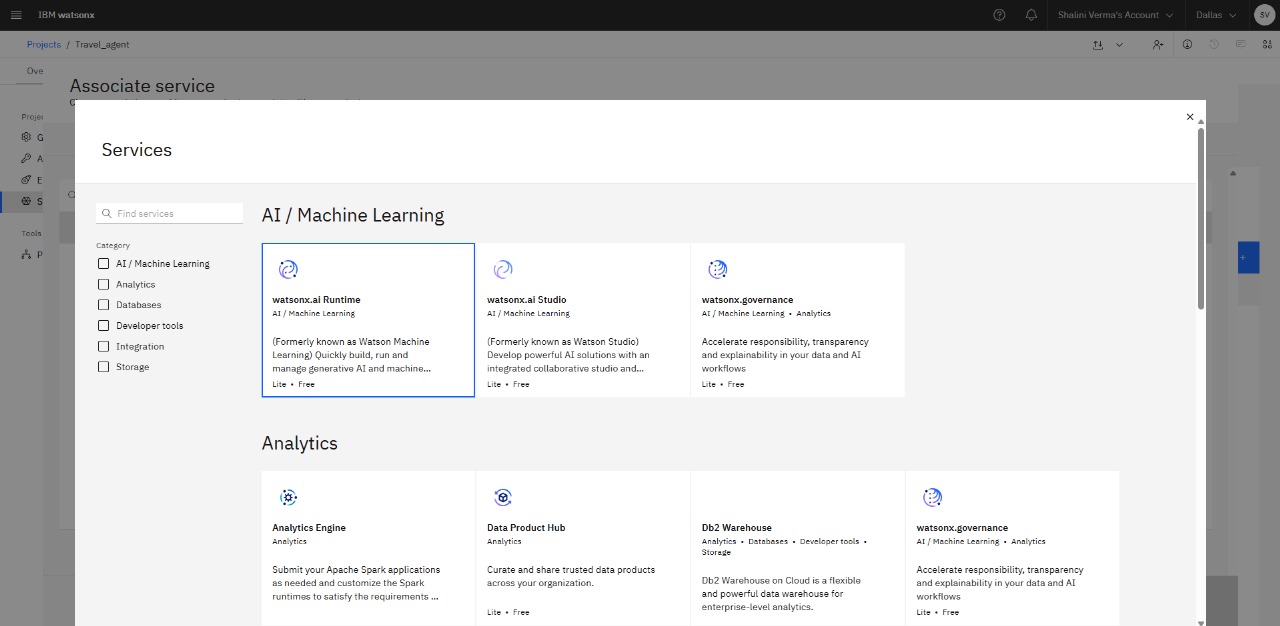 IBM watsonx
Shalini Verma's Account
Dallas
SV
Projects / Travel_agent
Ove
Associate service
Projec
G
A
E
S
Tools
P
Services
Find services
Category
AI / Machine Learning
Analytics
Databases
Developer tools
Integration
Storage
AI / Machine Learning
watsonx.ai Runtime
AI / Machine Learning
(Formerly known as Watson Machine
Learning) Quickly build, run and
manage generative AI and machine...
Lite • Free
watsonx.ai Studio
AI / Machine Learning
(Formerly known as Watson Studio)
Develop powerful AI solutions with an
integrated collaborative studio and...
Lite • Free
watsonx.governance
AI / Machine Learning • Analytics
Accelerate responsibility, transparency
and explainability in your data and AI
workflows
Lite • Free
Analytics
Analytics Engine
Analytics
Submit your Apache Spark applications
as needed and customize the Spark
runtimes to satisfy the requirements ...
Data Product Hub
Analytics
Curate and share trusted data products
across your organization.
Lite • Free
Db2 Warehouse
Analytics • Databases • Developer tools •
Storage
Db2 Warehouse on Cloud is a flexible
and powerful data warehouse for
enterprise-level analytics.
watsonx.governance
AI / Machine Learning • Analytics
Accelerate responsibility, transparency
and explainability in your data and AI
workflows
Lite • Free